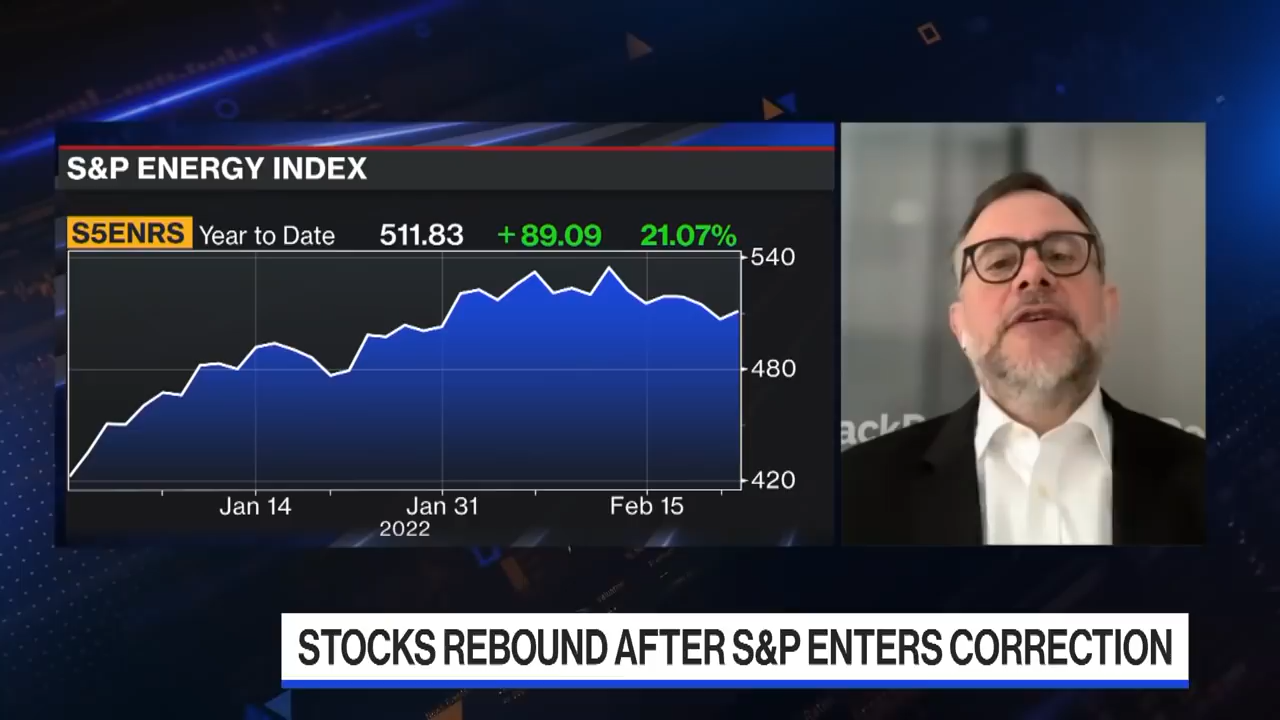 S&P ENERGY INDEX
S5ENRS Year to Date 511.83 +89.09 21.07%
540
480
420
Jan 14 Jan 31 Feb 15
2022
STOCKS REBOUND AFTER S&P ENTERS CORRECTION